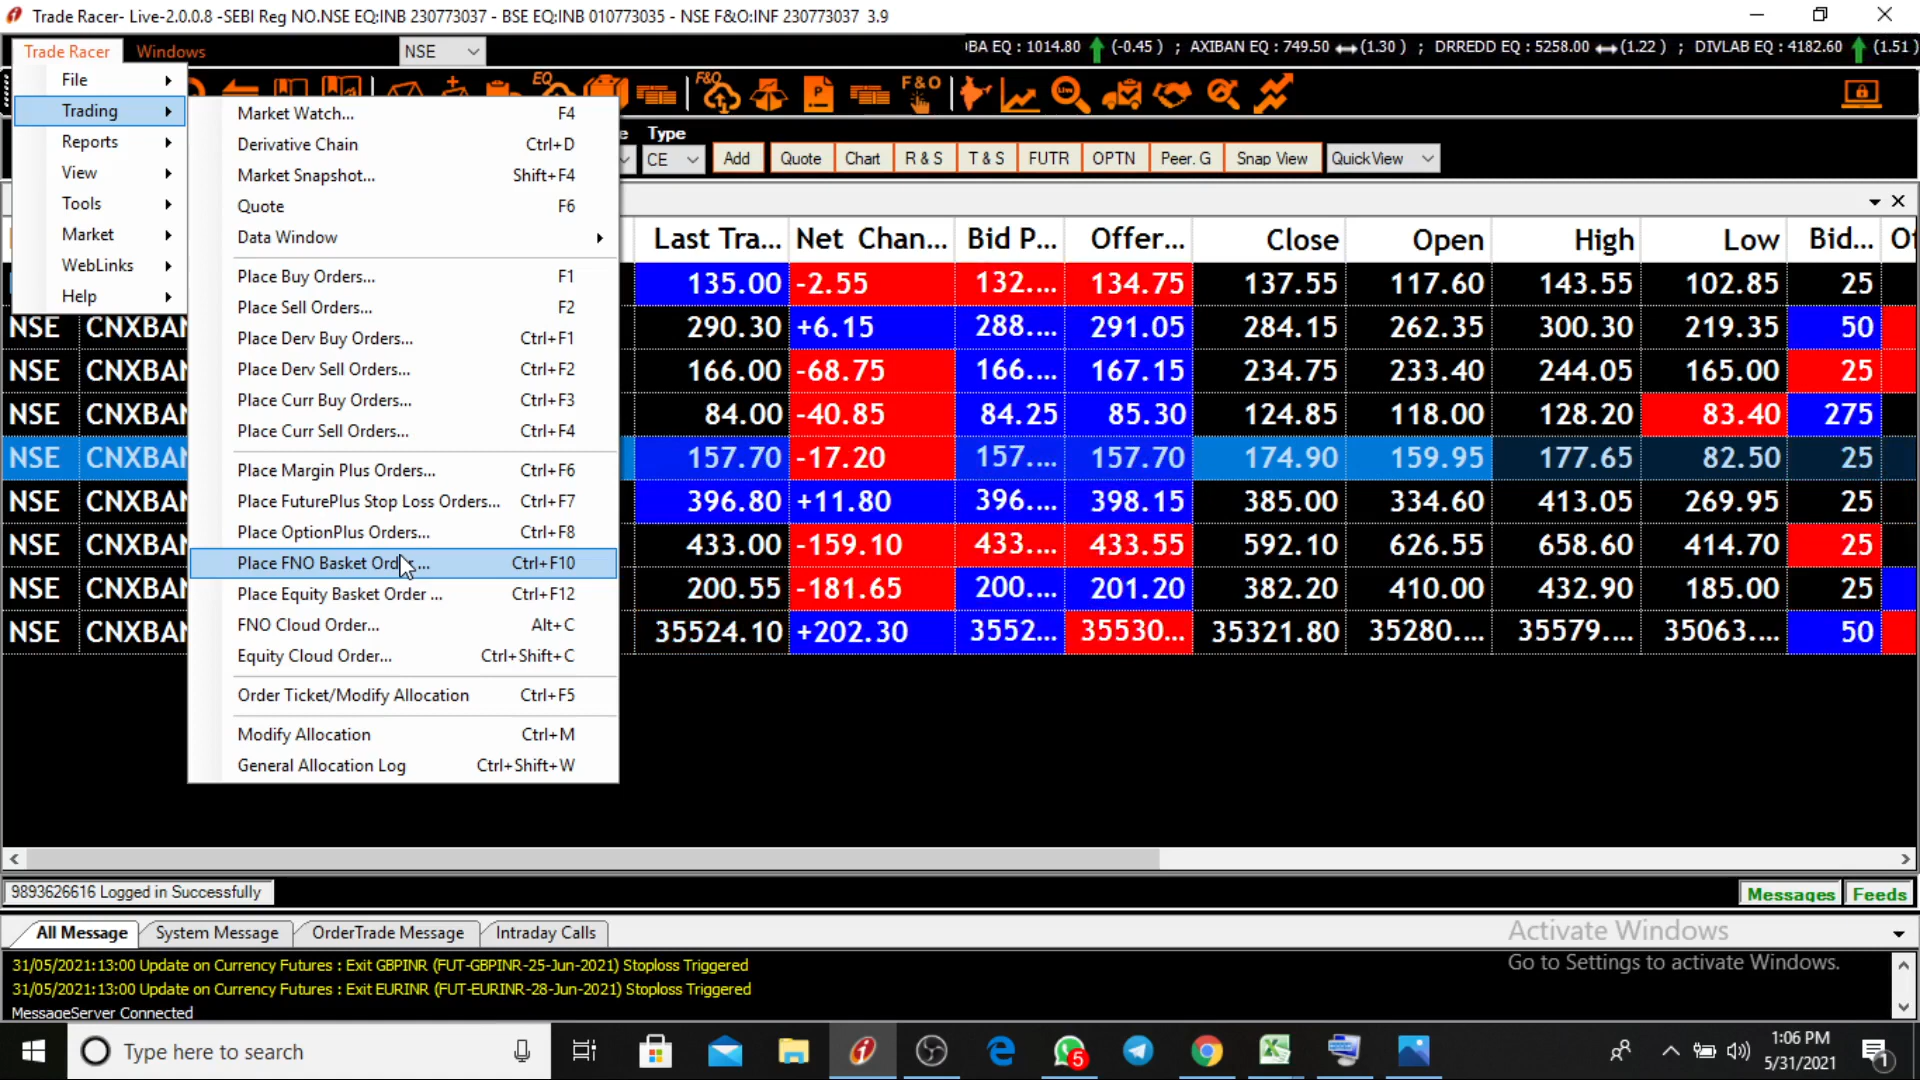 Trade Racer- Live-2.0.0.8 -SEBI Reg NO.NSE EQ:INB 230773037 - BSE EQ:INB 010773035 - NSE F&O:INF 230773037 3.9
Trade Racer Windows NSE
EQ : 1014.80 (-0.45 ) ; AXIBAN EQ : 749.50 (1.30 ) ; DRREDD EQ : 5258.00 (1.22 ) ; DIVLAB EQ : 4182.60 (1.51 )
File
Trading
Reports
View
Tools
Market
WebLinks
Help
EQ F&O F&O
Type
CE Add Quote Chart R & S T & S FUTR OPTN Peer. G Snap View QuickView
Market Watch... F4
Derivative Chain Ctrl+D
Market Snapshot... Shift+F4
Quote F6
Data Window
Place Buy Orders... F1
Place Sell Orders... F2
Place Derv Buy Orders... Ctrl+F1
Place Derv Sell Orders... Ctrl+F2
Place Curr Buy Orders... Ctrl+F3
Place Curr Sell Orders... Ctrl+F4
Place Margin Plus Orders... Ctrl+F6
Place FuturePlus Stop Loss Orders... Ctrl+F7
Place OptionPlus Orders... Ctrl+F8
Place FNO Basket ... Ctrl+F10
Place Equity Basket Order ... Ctrl+F12
FNO Cloud Order... Alt+C
Equity Cloud Order... Ctrl+Shift+C
Order Ticket/Modify Allocation Ctrl+F5
Modify Allocation Ctrl+M
General Allocation Log Ctrl+Shift+W
Last Tra... Net Chan... Bid P... Offer... Close Open High Low Bid...
135.00 -2.55 132.... 134.75 137.55 117.60 143.55 102.85 25
NSE 290.30 +6.15 288.... 291.05 284.15 262.35 300.30 219.35 50
NSE 166.00 -68.75 166.... 167.15 234.75 233.40 244.05 165.00 25
NSE 84.00 -40.85 84.25 85.30 124.85 118.00 128.20 83.40 275
NSE 157.70 -17.20 157.... 157.70 174.90 159.95 177.65 82.50 25
NSE 396.80 +11.80 396.... 398.15 385.00 334.60 413.05 269.95 25
NSE 433.00 -159.10 433.... 433.55 592.10 626.55 658.60 414.70 25
NSE 200.55 -181.65 200.... 201.20 382.20 410.00 432.90 185.00 25
NSE 35524.10 +202.30 3552... 35530... 35321.80 35280.... 35579.... 35063.... 50
9893626616 Logged in Successfully
Messages Feeds
All Message System Message OrderTrade Message Intraday Calls
31/05/2021:13:00 Update on Currency Futures : Exit GBPINR (FUT-GBPINR-25-Jun-2021) Stoploss Triggered
31/05/2021:13:00 Update on Currency Futures : Exit EURINR (FUT-EURINR-28-Jun-2021) Stoploss Triggered
MessageServer Connected
Activate Windows
Go to Settings to activate Windows.
Type here to search
5
1:06 PM
5/31/2021
1